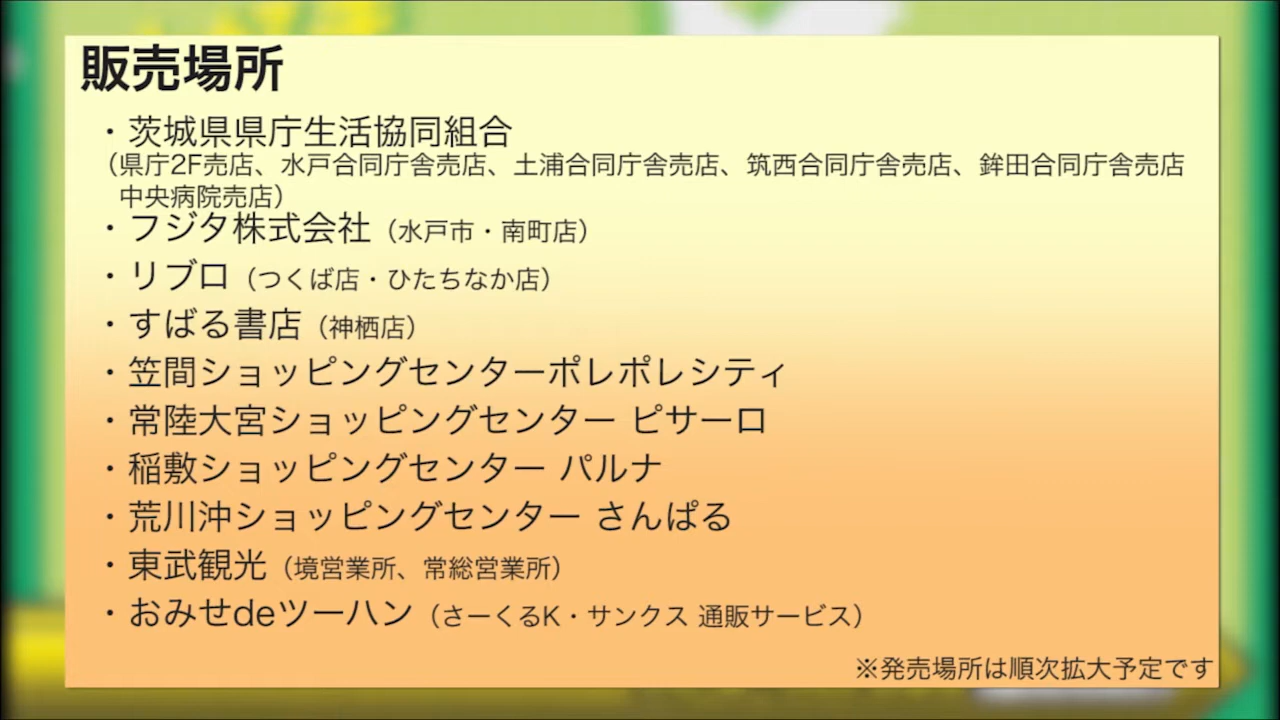 販売場所
・茨城県県庁生活協同組合
（県庁2F売店、水戸合同庁舎売店、土浦合同庁舎売店、筑西合同庁舎売店、鉾田合同庁舎売店
中央病院売店）
・フジタ株式会社（水戸市・南町店）
・リブロ（つくば店・ひたちなか店）
・すばる書店（神栖店）
・笠間ショッピングセンターポレポレシティ
・常陸大宮ショッピングセンター ピサーロ
・稲敷ショッピングセンター パルナ
・荒川沖ショッピングセンター さんぱる
・東武観光（境営業所、常総営業所）
・おみせdeツーハン（さーくるK・サンクス 通販サービス）
※発売場所は順次拡大予定です